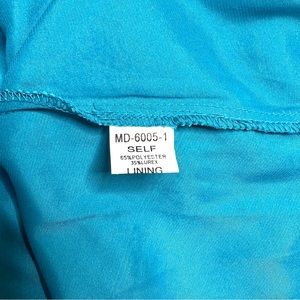 MD-6005-1
SELF
65%POLYESTER
35%LUREX
LINING